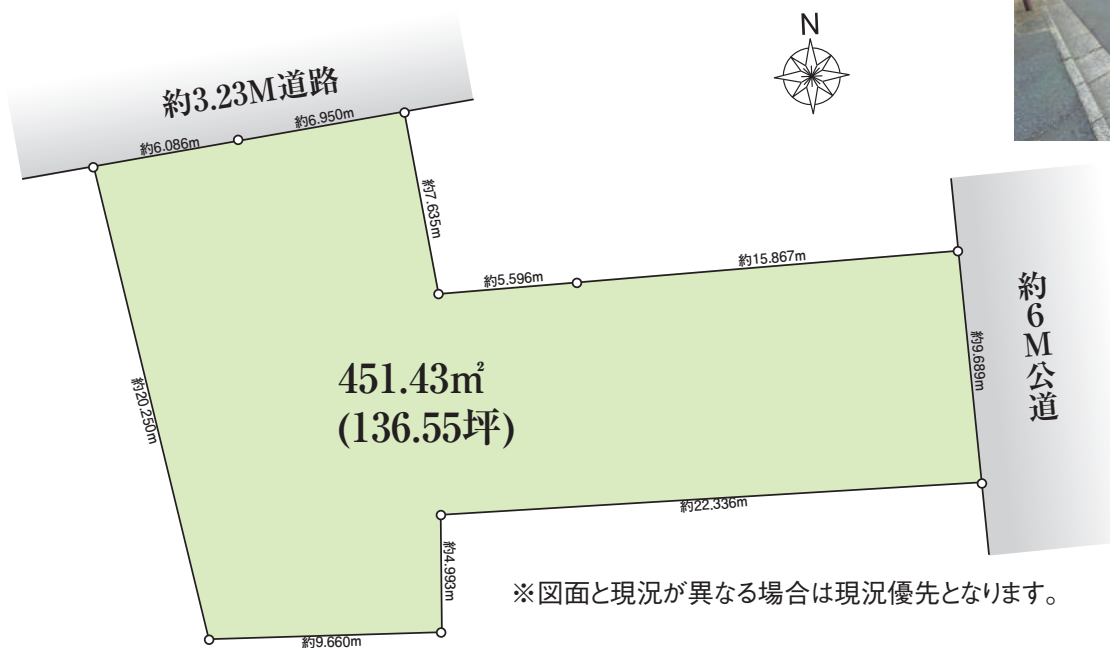 N
約3.23M道路
約6.086m
約6.950m
約7.635m
約5.596m
約15.867m
約6M公道
約9.689m
451.43㎡
(136.55坪)
約20.250m
約22.336m
約4.993m
約9.660m
※図面と現況が異なる場合は現況優先となります。